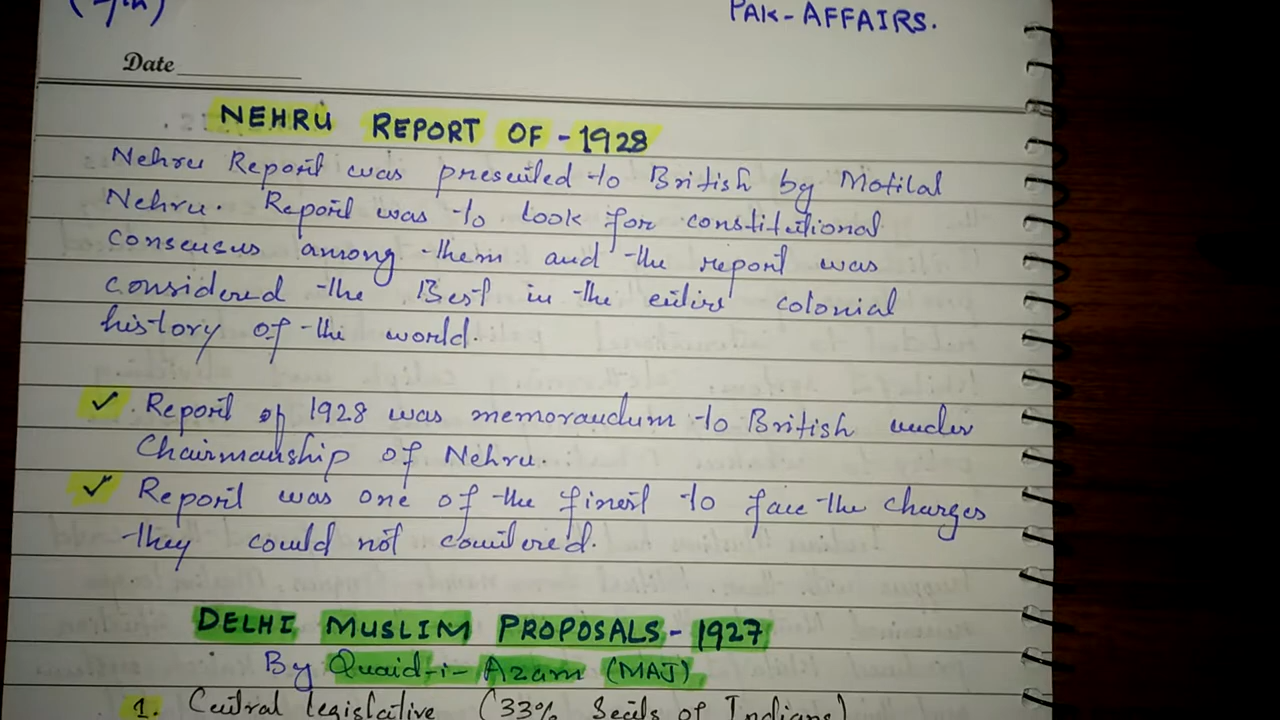 PAK-AFFAIRS.
Date
NEHRU REPORT OF - 1928
Nehru Report was presented to British by Motilal
Nehru. Report was to look for constitutional
consensus among them and the report was
considered the Best in the entire colonial
history of the world.
✓ Report of 1928 was memorandum to British under
Chairmanship of Nehru.
✓ Report was one of the finest to face the charges
they could not countered.
DELHI MUSLIM PROPOSALS - 1927
By Quaid-i-Azam (MAJ)
1. Central legislative (33% Seats of Indians)